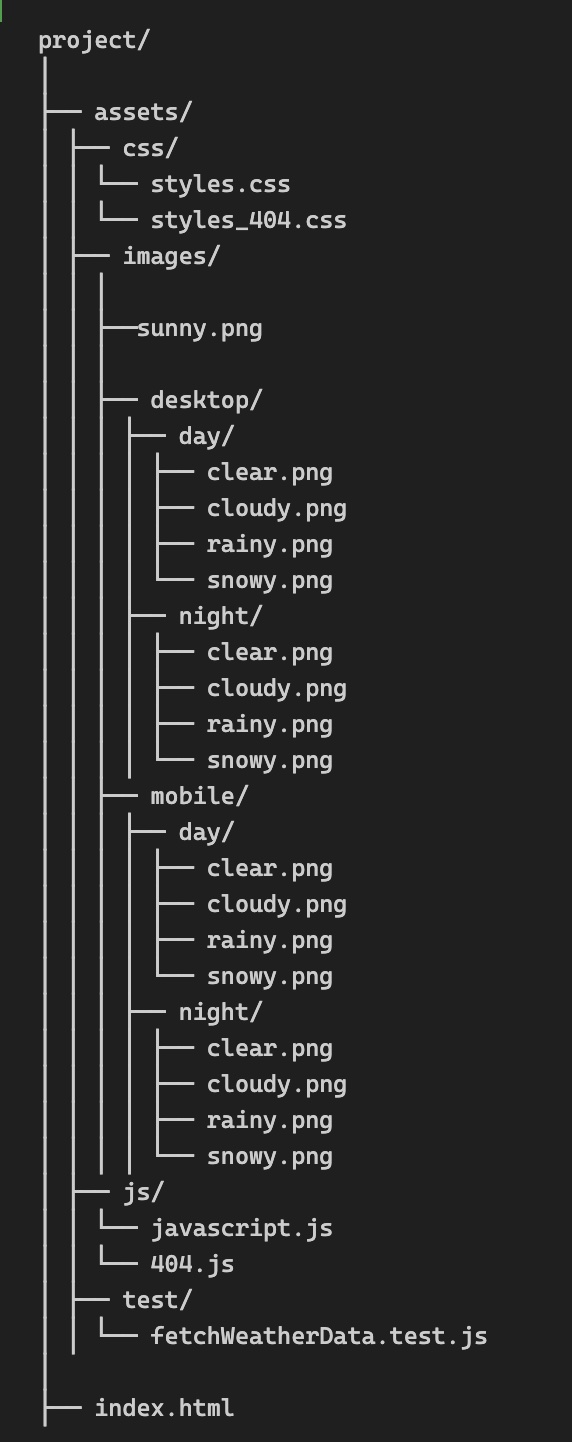 project/
│
├── assets/
│ ├── css/
│ │ └── styles.css
│ │ └── styles_404.css
│ ├── images/
│ │ │
│ │ ├──sunny.png
│ │ │
│ │ ├── desktop/
│ │ │ ├── day/
│ │ │ │ ├── clear.png
│ │ │ │ ├── cloudy.png
│ │ │ │ ├── rainy.png
│ │ │ │ └── snowy.png
│ │ │ ├── night/
│ │ │ │ ├── clear.png
│ │ │ │ ├── cloudy.png
│ │ │ │ ├── rainy.png
│ │ │ │ └── snowy.png
│ │ ├── mobile/
│ │ │ ├── day/
│ │ │ │ ├── clear.png
│ │ │ │ ├── cloudy.png
│ │ │ │ ├── rainy.png
│ │ │ │ └── snowy.png
│ │ │ ├── night/
│ │ │ │ ├── clear.png
│ │ │ │ ├── cloudy.png
│ │ │ │ ├── rainy.png
│ │ │ │ └── snowy.png
│ ├── js/
│ │ └── javascript.js
│ │ └── 404.js
│ ├── test/
│ │ └── fetchWeatherData.test.js
│
├── index.html